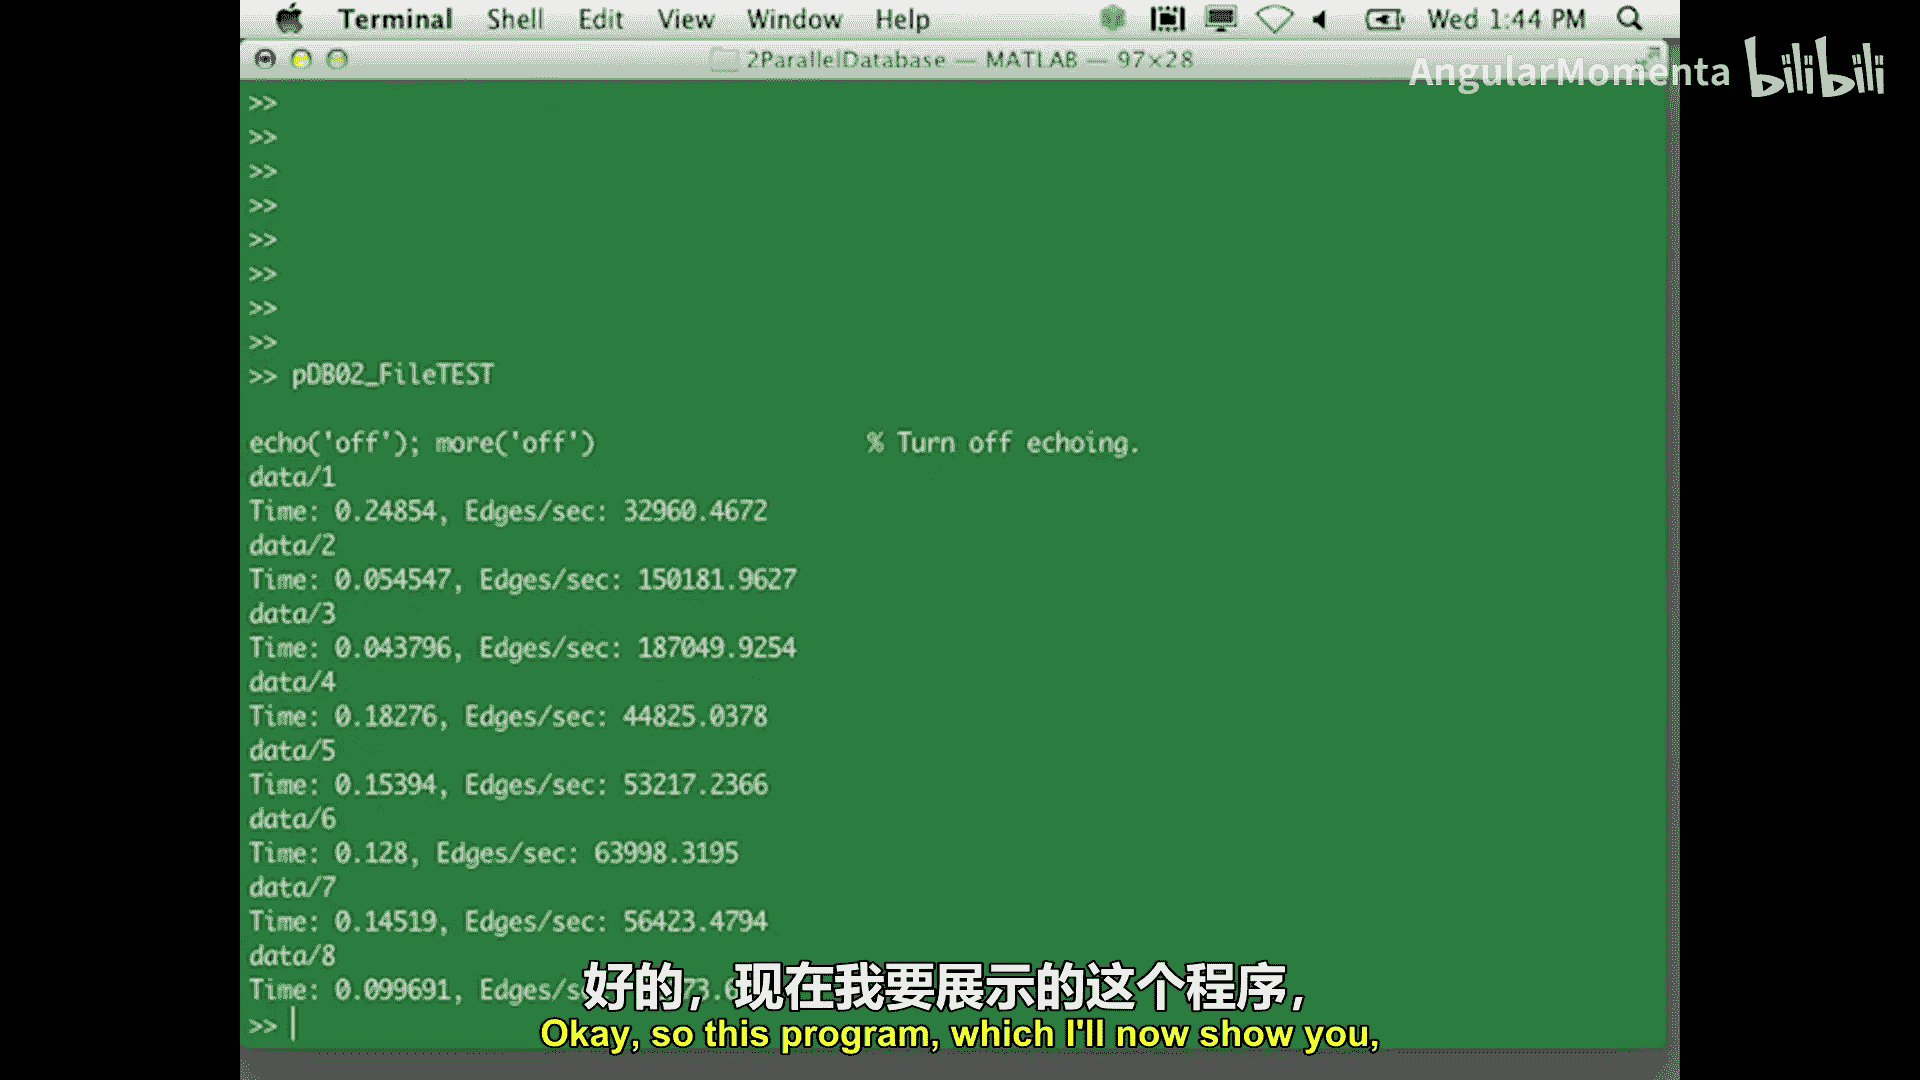 Terminal Shell Edit View Window Help Wed 1:44 PM
2ParallelDatabase — MATLAB — 97×28
AngularMomenta bilibili
>>
>>
>>
>>
>>
>>
>>
>>
>> pDB02_FileTEST
echo('off'); more('off') % Turn off echoing.
data/1
Time: 0.24854, Edges/sec: 32960.4672
data/2
Time: 0.054547, Edges/sec: 150181.9627
data/3
Time: 0.043796, Edges/sec: 187049.9254
data/4
Time: 0.18276, Edges/sec: 44825.0378
data/5
Time: 0.15394, Edges/sec: 53217.2366
data/6
Time: 0.128, Edges/sec: 63998.3195
data/7
Time: 0.14519, Edges/sec: 56423.4794
data/8
Time: 0.099691,
>>
好的，现在我要展示的这个程序，
Okay, so this program, which I'll now show you,